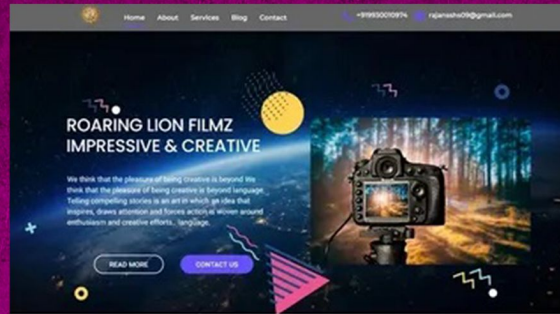 Home About Services Blog Contact +919930010974 rajansshs09@gmail.com
ROARING LION FILMZ
IMPRESSIVE & CREATIVE
We think that the pleasure of being creative is beyond We
think that the pleasure of being creative is beyond language.
Telling compelling stories is an art in which an idea that
inspires, draws attention and forces action is woven around
enthusiasm and creative efforts.. language.
READ MORE CONTACT US